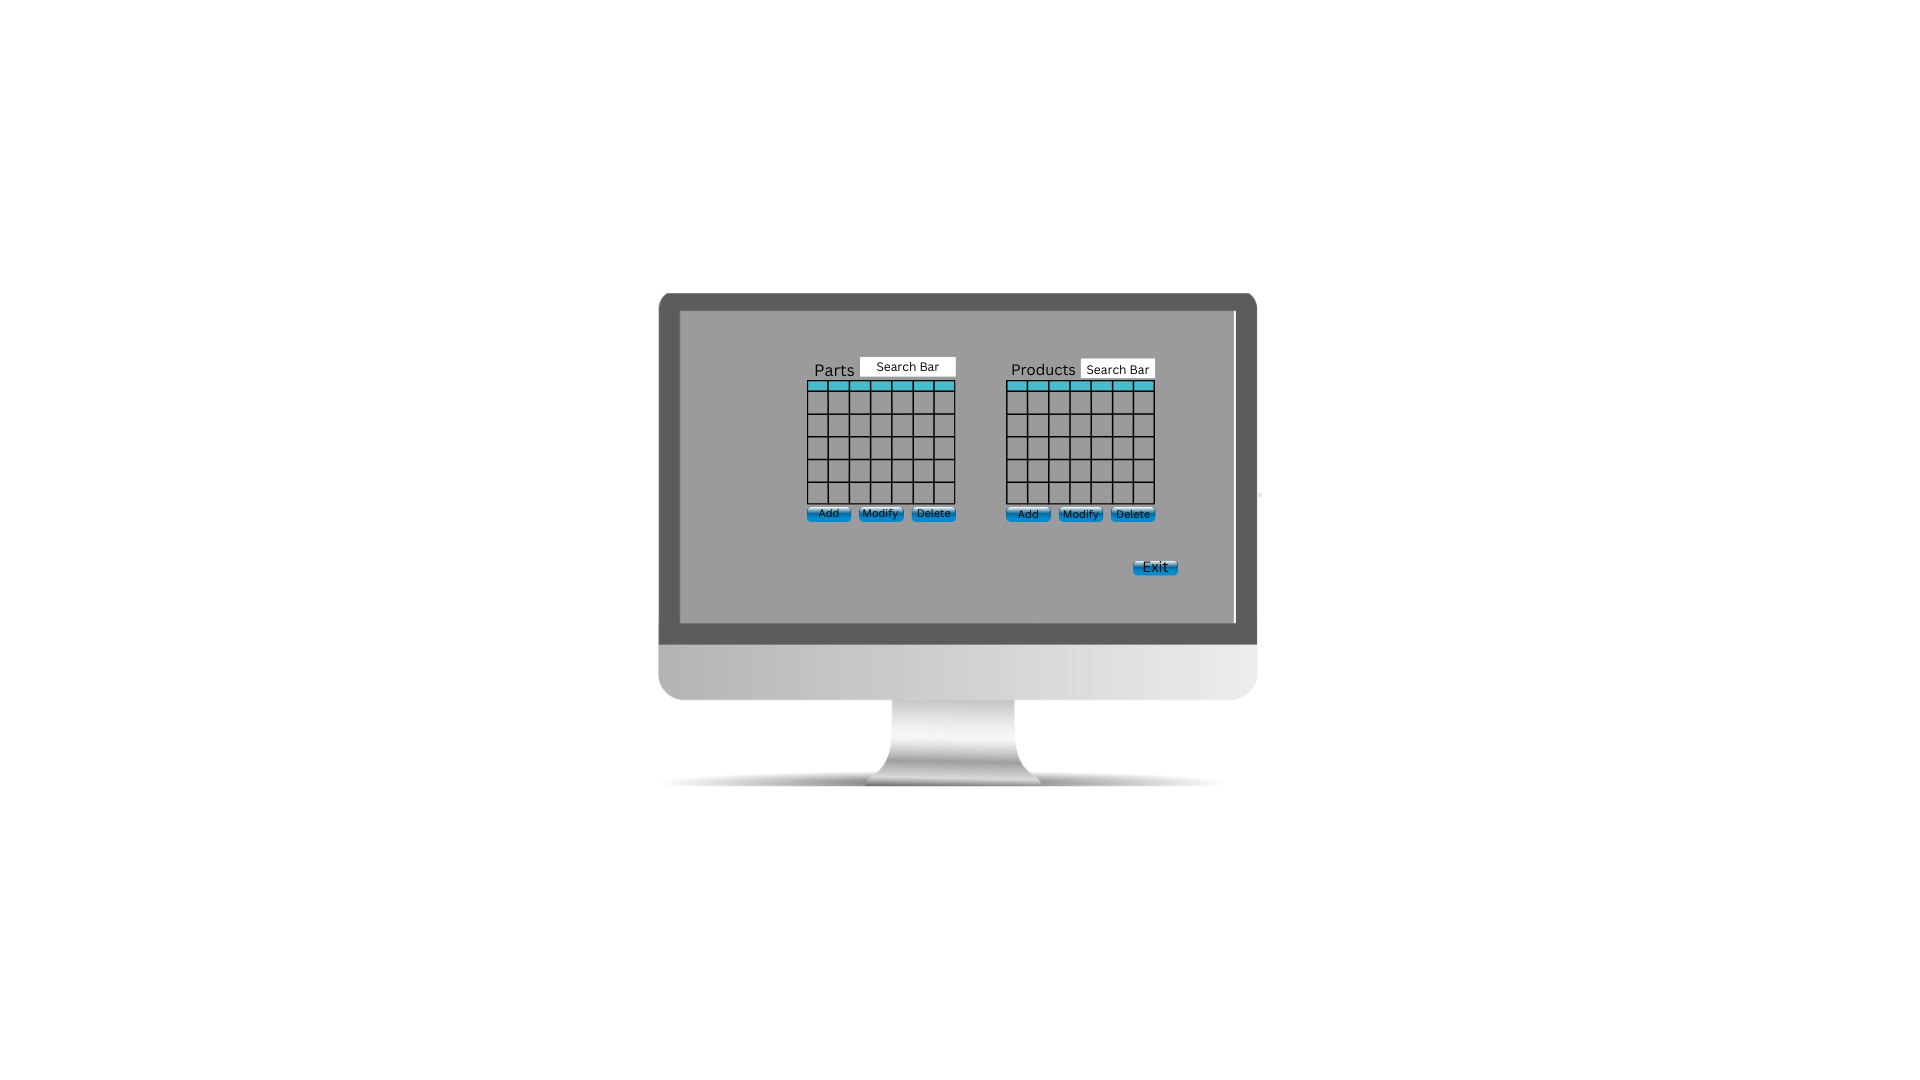 Parts
Search Bar
Products
Search Bar
Add
Modify
Delete
Add
Modify
Delete
Exit